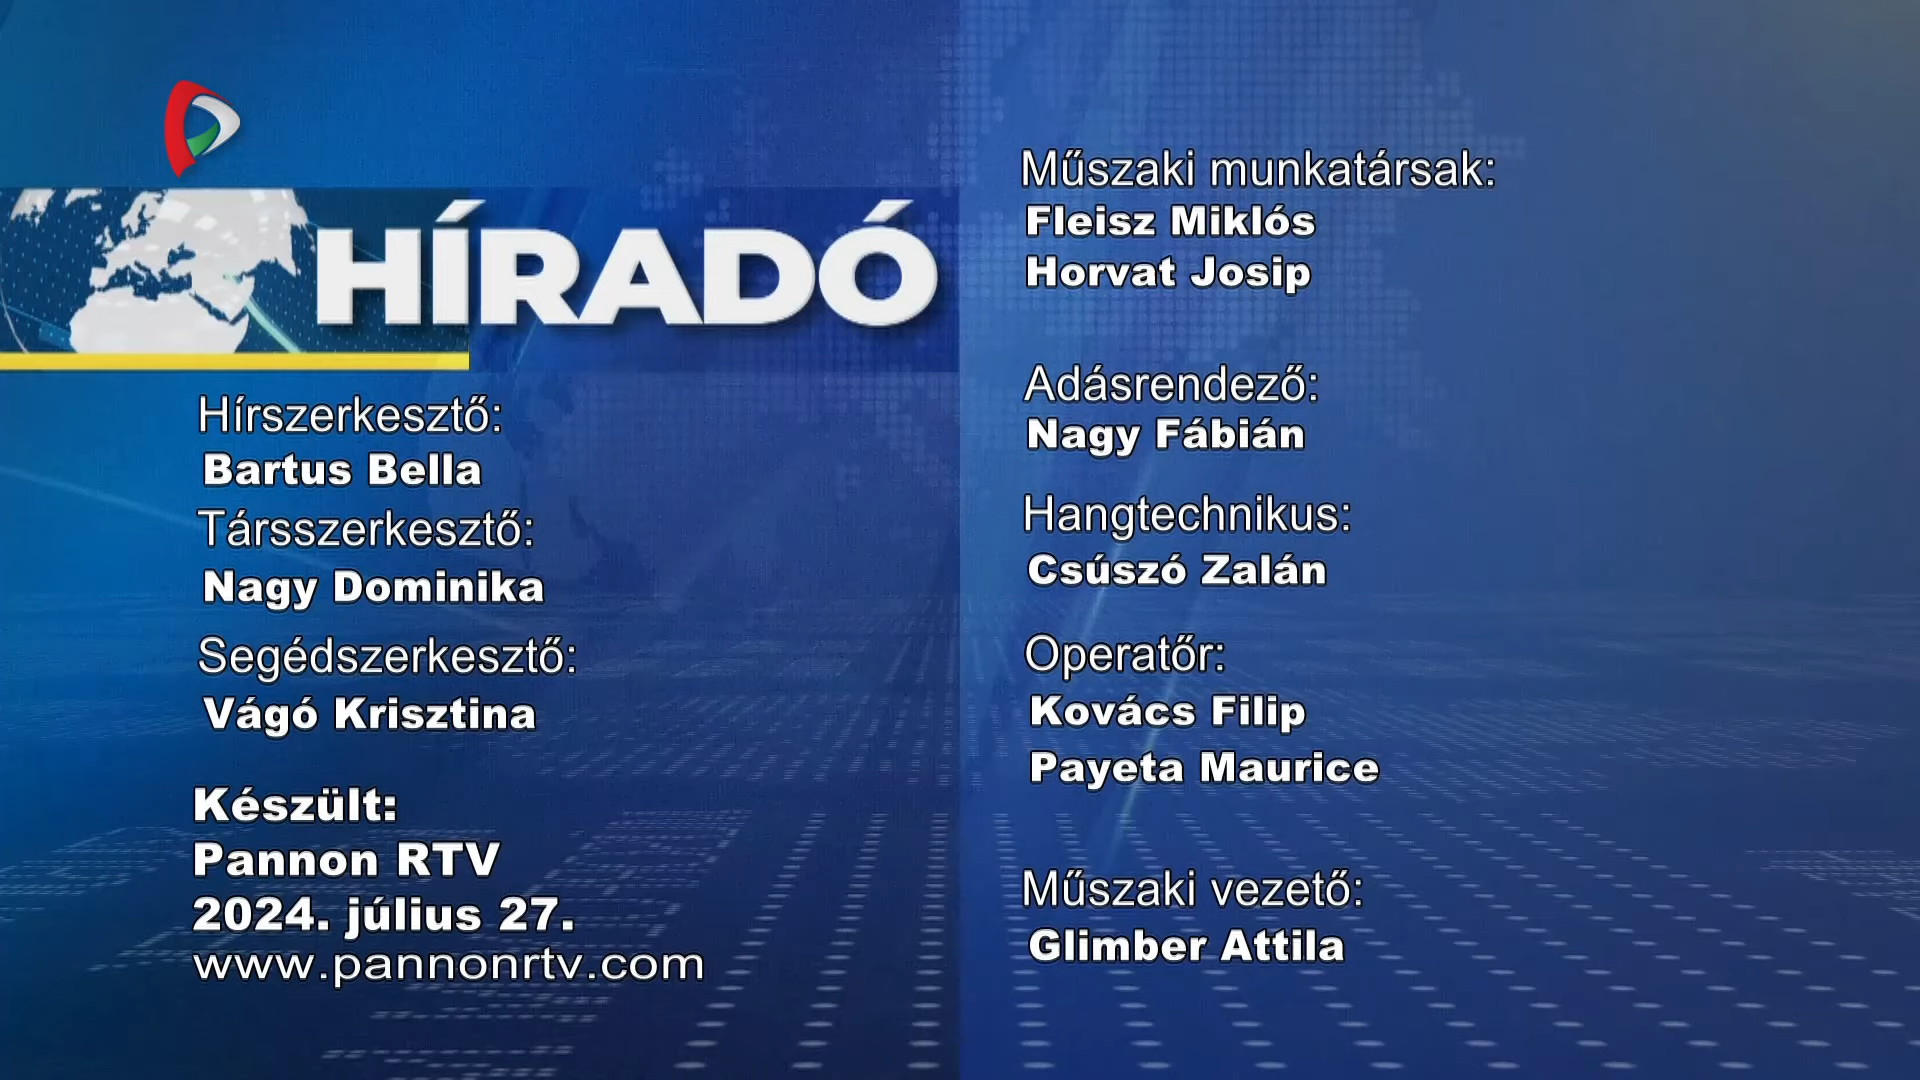 HÍRADÓ
Hírszerkesztő:
Bartus Bella
Társszerkesztő:
Nagy Dominika
Segédszerkesztő:
Vágó Krisztina
Készült:
Pannon RTV
2024. július 27.
www.pannonrtv.com
Műszaki munkatársak:
Fleisz Miklós
Horvat Josip
Adásrendező:
Nagy Fábián
Hangtechnikus:
Csúszó Zalán
Operatőr:
Kovács Filip
Payeta Maurice
Műszaki vezető:
Glimber Attila